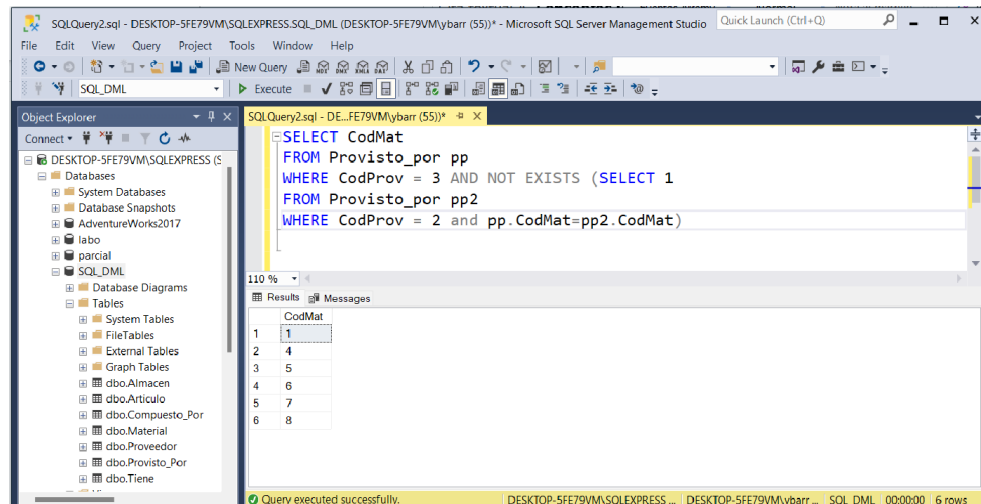 SQLQuery2.sql - DESKTOP-5FE79VM\SQLEXPRESS.SQL_DML (DESKTOP-5FE79VM\ybarr (55))* - Microsoft SQL Server Management Studio
Quick Launch (Ctrl+Q)
File Edit View Query Project Tools Window Help
New Query MDX DMX XMLA DAX
SQL_DML Execute
Object Explorer
SQLQuery2.sql - DE...FE79VM\ybarr (55))*
Connect
DESKTOP-5FE79VM\SQLEXPRESS (S
Databases
System Databases
Database Snapshots
AdventureWorks2017
labo
parcial
SQL_DML
Database Diagrams
Tables
System Tables
FileTables
External Tables
Graph Tables
dbo.Almacen
dbo.Articulo
dbo.Compuesto_Por
dbo.Material
dbo.Proveedor
dbo.Provisto_Por
dbo.Tiene
SELECT CodMat
FROM Provisto_por pp
WHERE CodProv = 3 AND NOT EXISTS (SELECT 1
FROM Provisto_por pp2
WHERE CodProv = 2 and pp.CodMat=pp2.CodMat)
110 %
Results Messages
CodMat
1 1
2 4
3 5
4 6
5 7
6 8
Query executed successfully.
DESKTOP-5FE79VM\SQLEXPRESS ... DESKTOP-5FE79VM\ybarr ... SQL_DML 00:00:00 6 rows